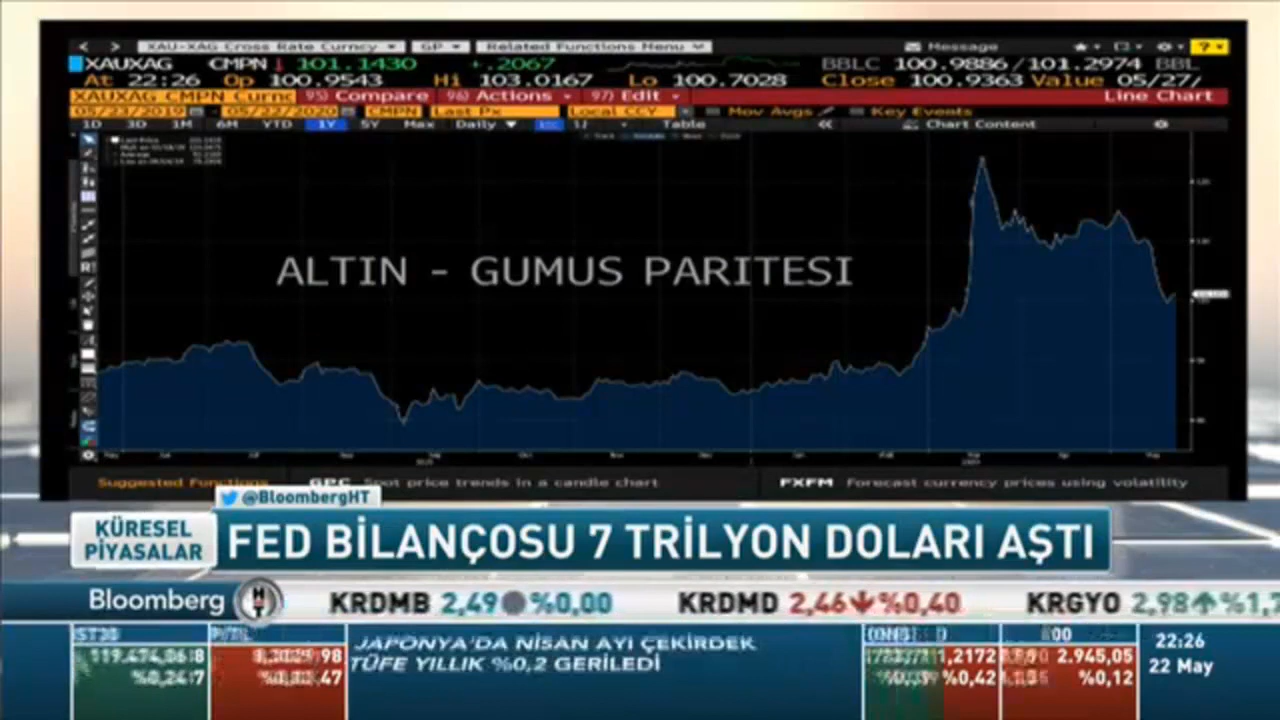 XAU-XAG Cross Rate Curncy GP Related Functions Menu Message ?
XAUXAG CMPN 101.1430 +.2067 BBLC 100.9886/101.2974 BBL
At 22:26 Op 100.9543 Hi 103.0167 Lo 100.7028 Close 100.9363 Value 05/27/
XAUXAG CMPN Curnc 95) Compare 96) Actions 97) Edit Line Chart
05/23/2019 05/22/2020 CMPN Last Px Local CCY Mov Avgs Key Events
1D 3D 1M 6M YTD 1Y 5Y Max Daily Table Chart Content
ALTIN - GUMUS PARITESI
Suggested Functions GPC Spot price trends in a candle chart FXFM Forecast currency prices using volatility
@BloombergHT
KÜRESEL
PİYASALAR
FED BİLANÇOSU 7 TRİLYON DOLARI AŞTI
Bloomberg HT KRDMB 2,49 %0,00 KRDMD 2,46 %0,40 KRGYO 2,98 %1,7
JAPONYA'DA NİSAN AYI ÇEKİRDEK
TÜFE YILLIK %0,2 GERİLEDİ
1,2172 2.945,05
%0,42 %0,12
22:26
22 May